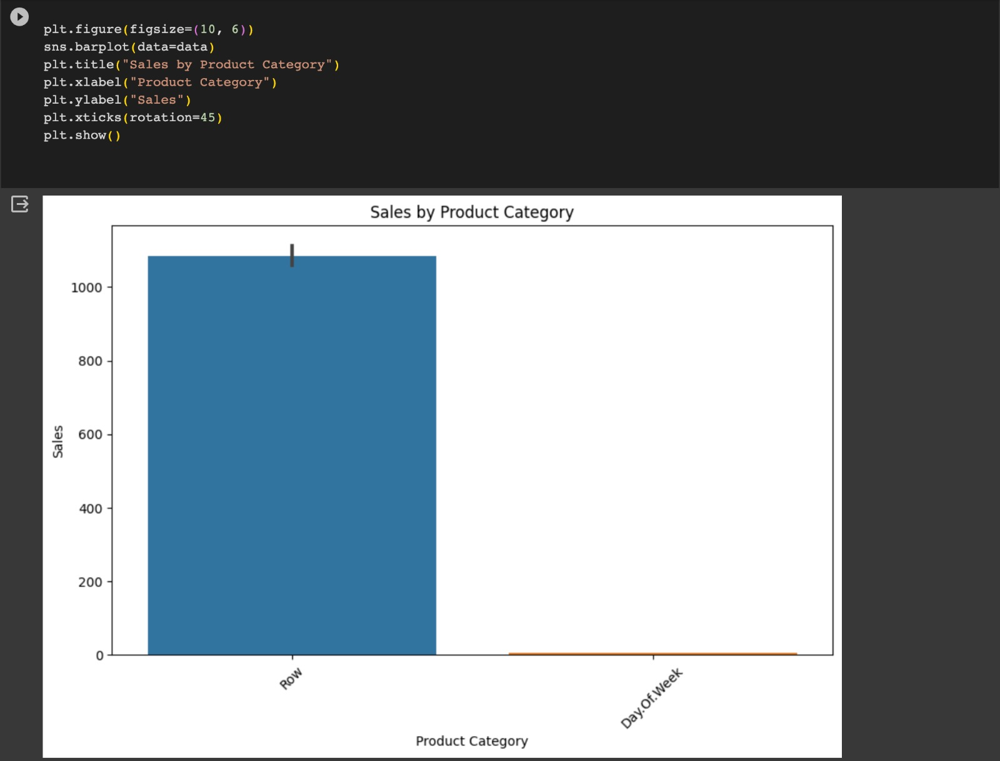 plt.figure(figsize=(10, 6))
sns.barplot(data=data)
plt.title("Sales by Product Category")
plt.xlabel("Product Category")
plt.ylabel("Sales")
plt.xticks(rotation=45)
plt.show()
Sales by Product Category
1000
800
600
400
200
0
Sales
Row
Day.Of.Week
Product Category